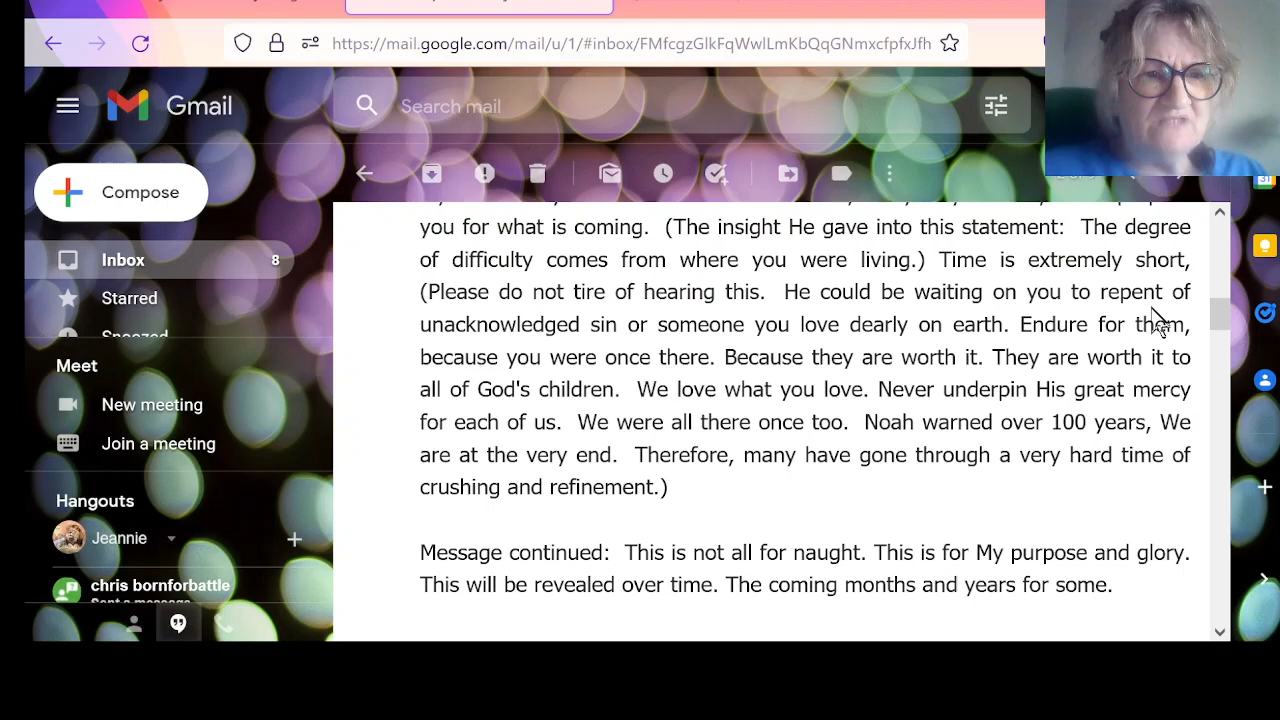 https://mail.google.com/mail/u/1/#inbox/FMfcgzGlkFqWwlLmKbQqGNmxcfpfxJfh
Gmail
Search mail
Compose
Inbox 8
Starred
Snoozed
Meet
New meeting
Join a meeting
Hangouts
Jeannie
chris bornforbattle
Sent a message
you for what is coming. (The insight He gave into this statement: The degree
of difficulty comes from where you were living.) Time is extremely short,
(Please do not tire of hearing this. He could be waiting on you to repent of
unacknowledged sin or someone you love dearly on earth. Endure for them,
because you were once there. Because they are worth it. They are worth it to
all of God's children. We love what you love. Never underpin His great mercy
for each of us. We were all there once too. Noah warned over 100 years, We
are at the very end. Therefore, many have gone through a very hard time of
crushing and refinement.)
Message continued: This is not all for naught. This is for My purpose and glory.
This will be revealed over time. The coming months and years for some.